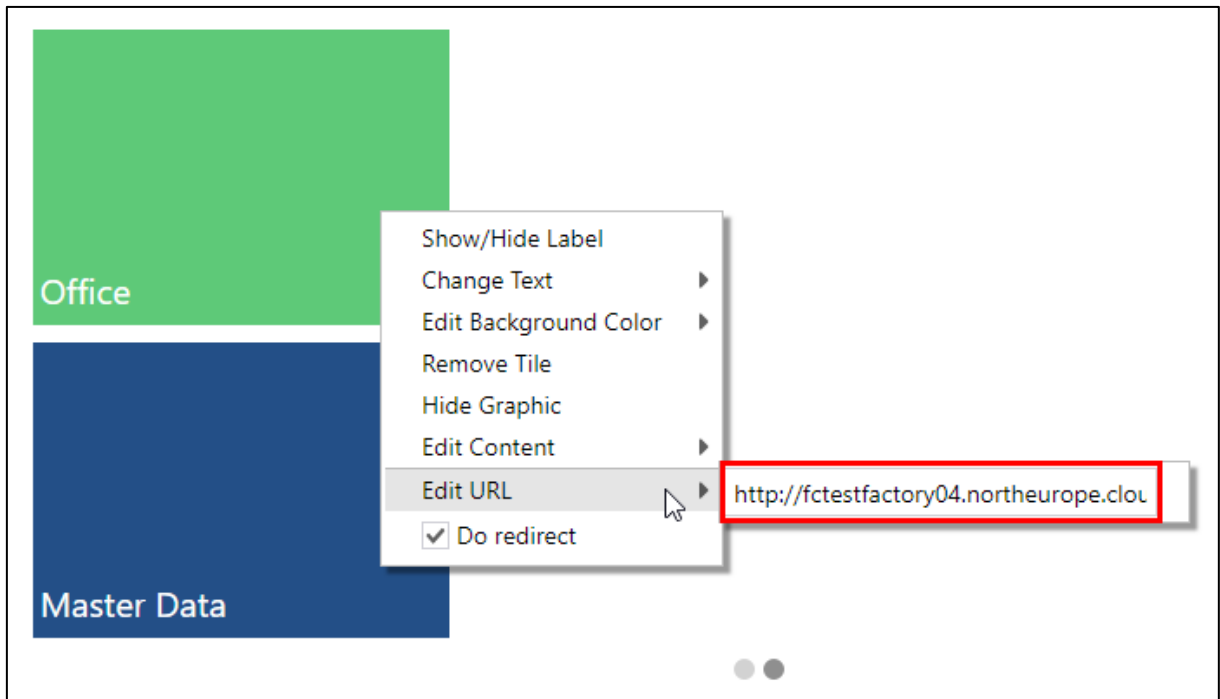 Office
Show/Hide Label
Change Text
Edit Background Color
Remove Tile
Hide Graphic
Edit Content
Edit URL
http://fctestfactory04.northeurope.clou
Do redirect
Master Data